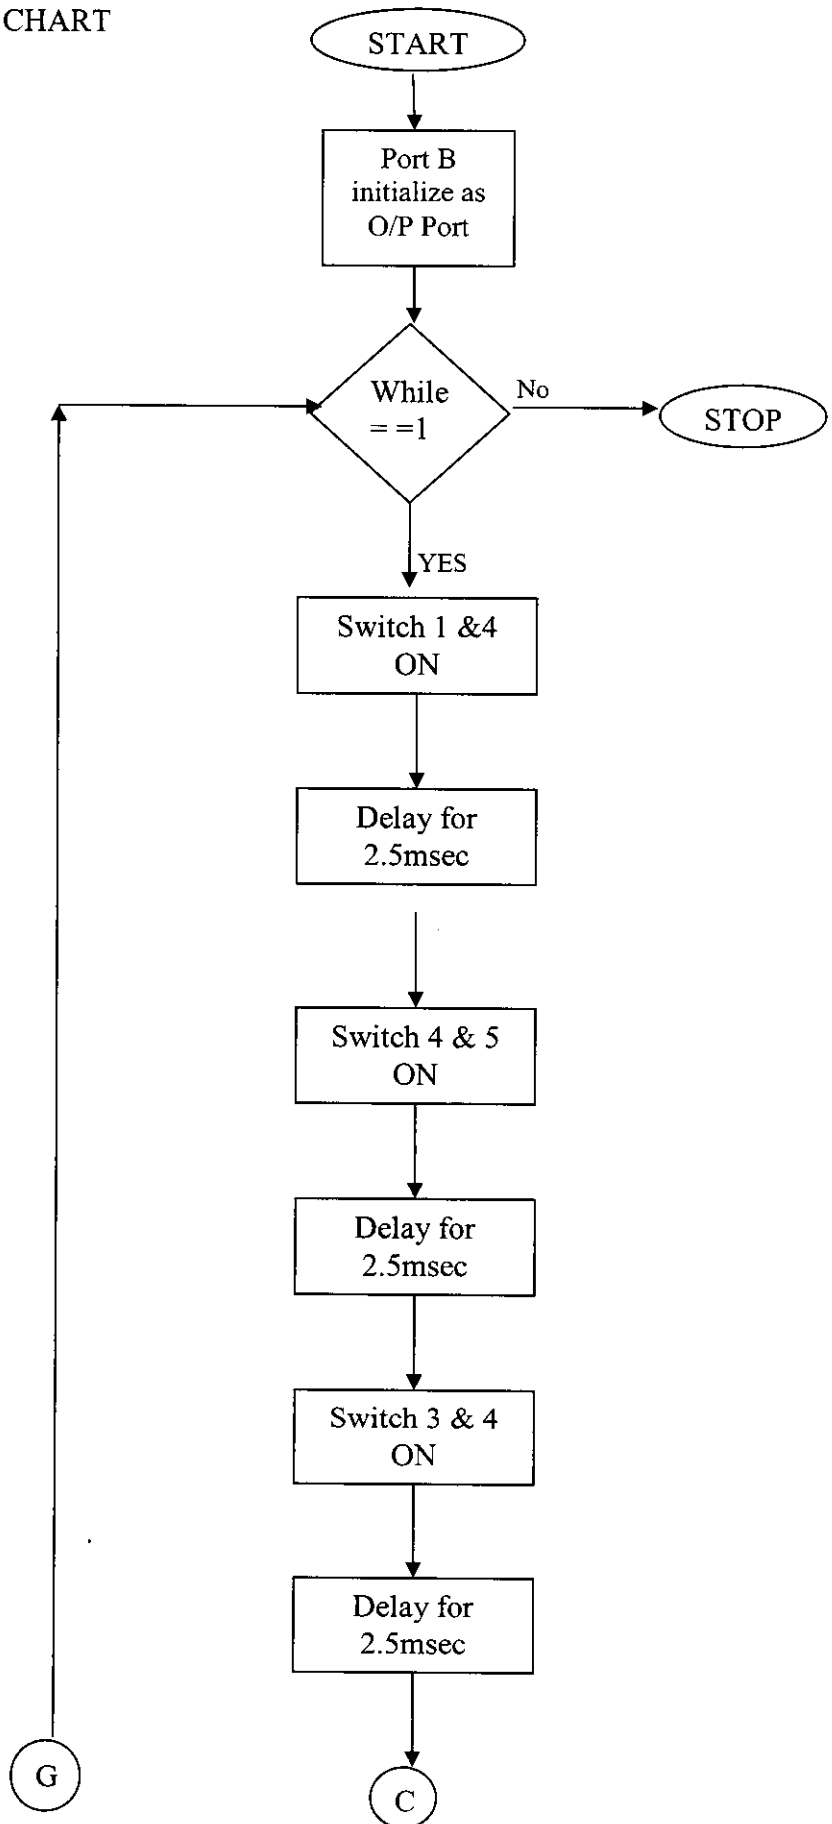 CHART
START
Port B
initialize as
O/P Port
While
= =1
No
STOP
YES
Switch 1 &4
ON
Delay for
2.5msec
Switch 4 & 5
ON
Delay for
2.5msec
Switch 3 & 4
ON
Delay for
2.5msec
G
C